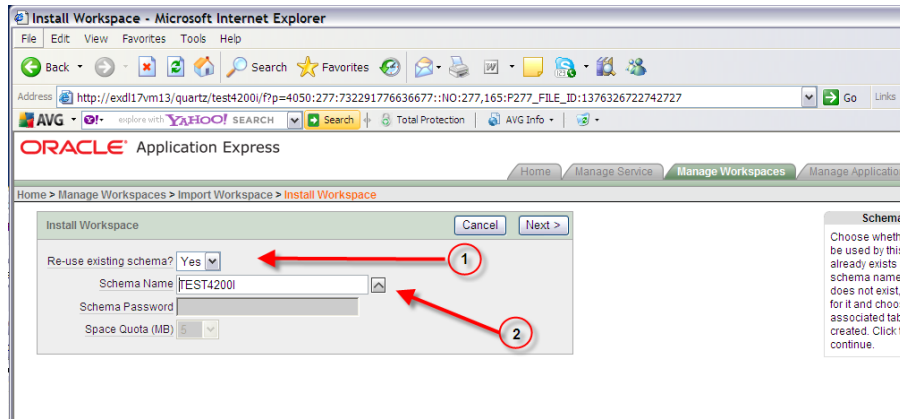 Install Workspace - Microsoft Internet Explorer
File Edit View Favorites Tools Help
Back Search Favorites
Address http://exdl17vm13/quartz/test4200i/f?p=4050:277:732291776636677::NO:277,165:P277_FILE_ID:1376326722742727 Go Links
AVG explore with YAHOO! SEARCH Search Total Protection AVG Info
ORACLE Application Express
Home Manage Service Manage Workspaces Manage Applicatio
Home > Manage Workspaces > Import Workspace > Install Workspace
Install Workspace Cancel Next >
Schema
Re-use existing schema? Yes 1
Schema Name TEST4200I
Schema Password
Space Quota (MB) 5 2
Choose wheth
be used by this
already exists
schema name
does not exist,
for it and choos
associated tab
created. Click
continue.